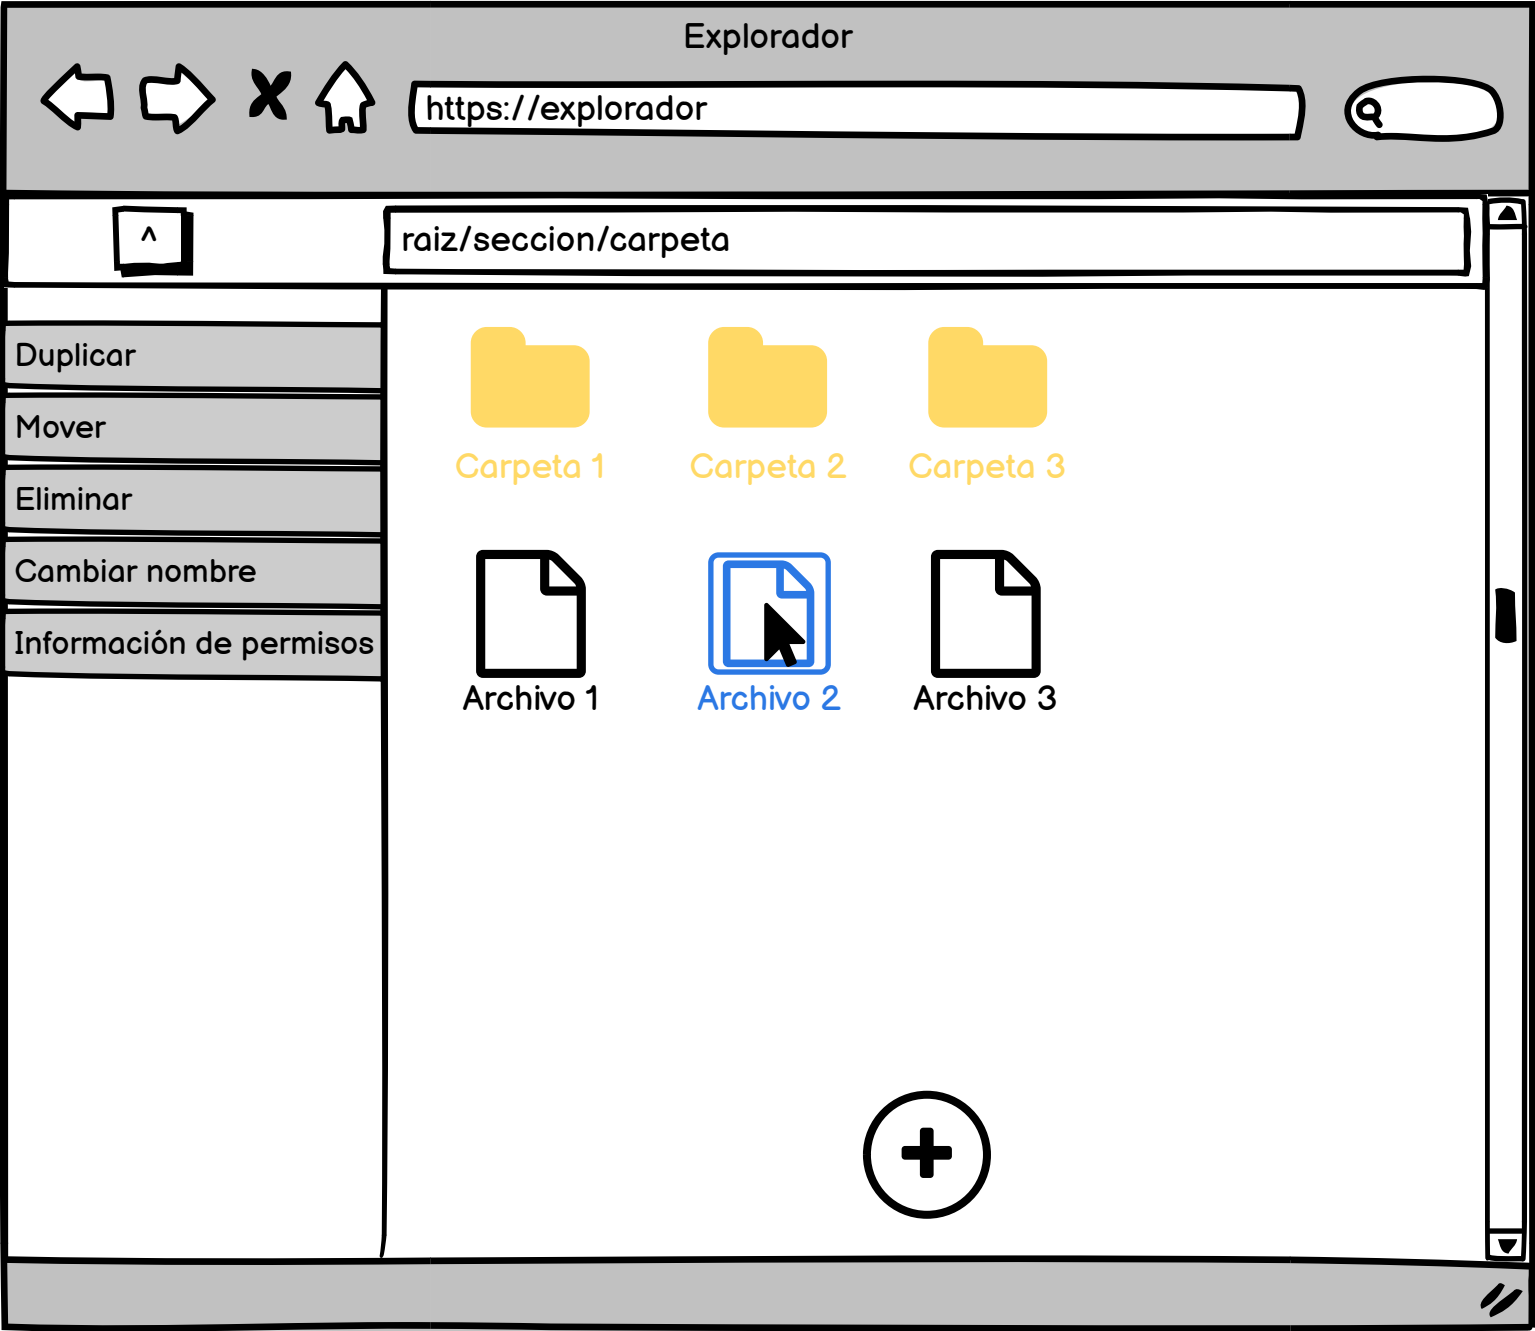 Explorador
https://explorador
^
raiz/seccion/carpeta
Duplicar
Mover
Eliminar
Cambiar nombre
Información de permisos
Carpeta 1
Carpeta 2
Carpeta 3
Archivo 1
Archivo 2
Archivo 3